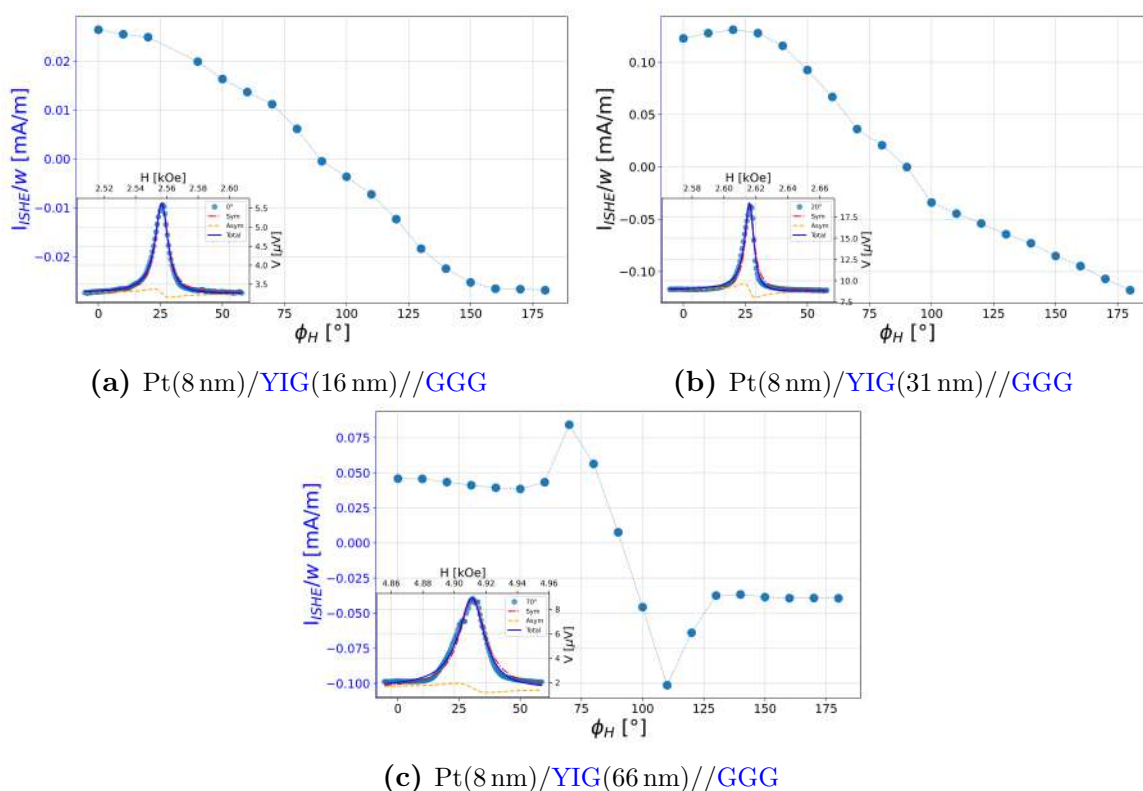 0.02
0.01
0.00
−0.01
−0.02
I_ISHE/w [mA/m]
H [kOe]
2.52 2.54 2.56 2.58 2.60
0°
Sym
Asym
Total
5.5
5.0
4.5
4.0
3.5
V [μV]
0 25 50 75 100 125 150 175
ϕ_H [°]
(a) Pt(8 nm)/YIG(16 nm)//GGG
0.10
0.05
0.00
−0.05
−0.10
I_ISHE/w [mA/m]
H [kOe]
2.58 2.60 2.62 2.64 2.66
20°
Sym
Asym
Total
17.5
15.0
12.5
10.0
7.5
V [μV]
0 25 50 75 100 125 150 175
ϕ_H [°]
(b) Pt(8 nm)/YIG(31 nm)//GGG
0.075
0.050
0.025
0.000
−0.025
−0.050
−0.075
−0.100
I_ISHE/w [mA/m]
H [kOe]
4.86 4.88 4.90 4.92 4.94 4.96
70°
Sym
Asym
Total
8
6
4
2
V [μV]
0 25 50 75 100 125 150 175
ϕ_H [°]
(c) Pt(8 nm)/YIG(66 nm)//GGG